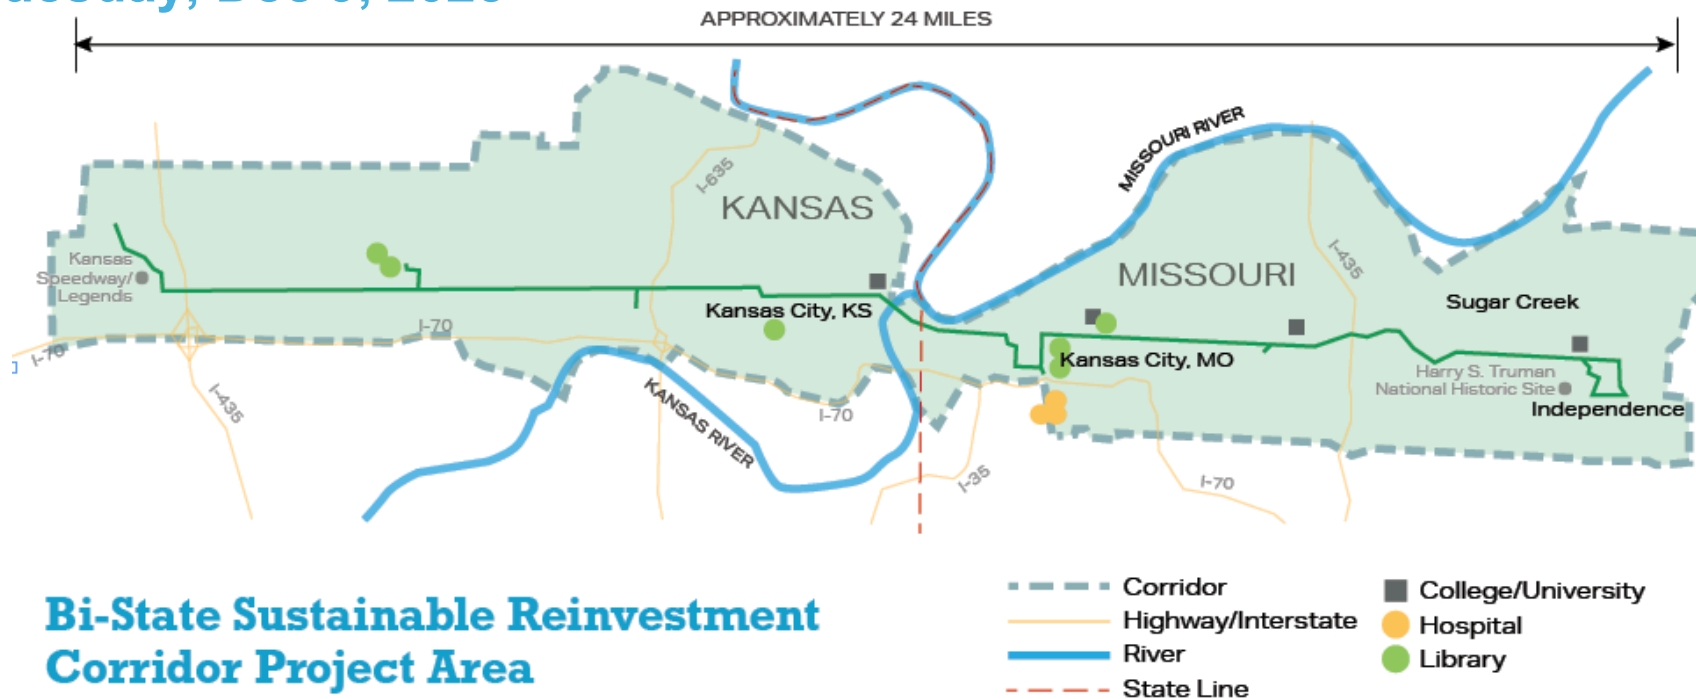 APPROXIMATELY 24 MILES
MISSOURI RIVER
I-635
KANSAS
Kansas
Speedway/
Legends
MISSOURI
I-435
Sugar Creek
Kansas City, KS
I-70
I-70
Kansas City, MO
Harry S. Truman
National Historic Site
Independence
I-435
KANSAS RIVER
I-70
I-35
I-70
Bi-State Sustainable Reinvestment
Corridor Project Area
Corridor
Highway/Interstate
River
State Line
College/University
Hospital
Library